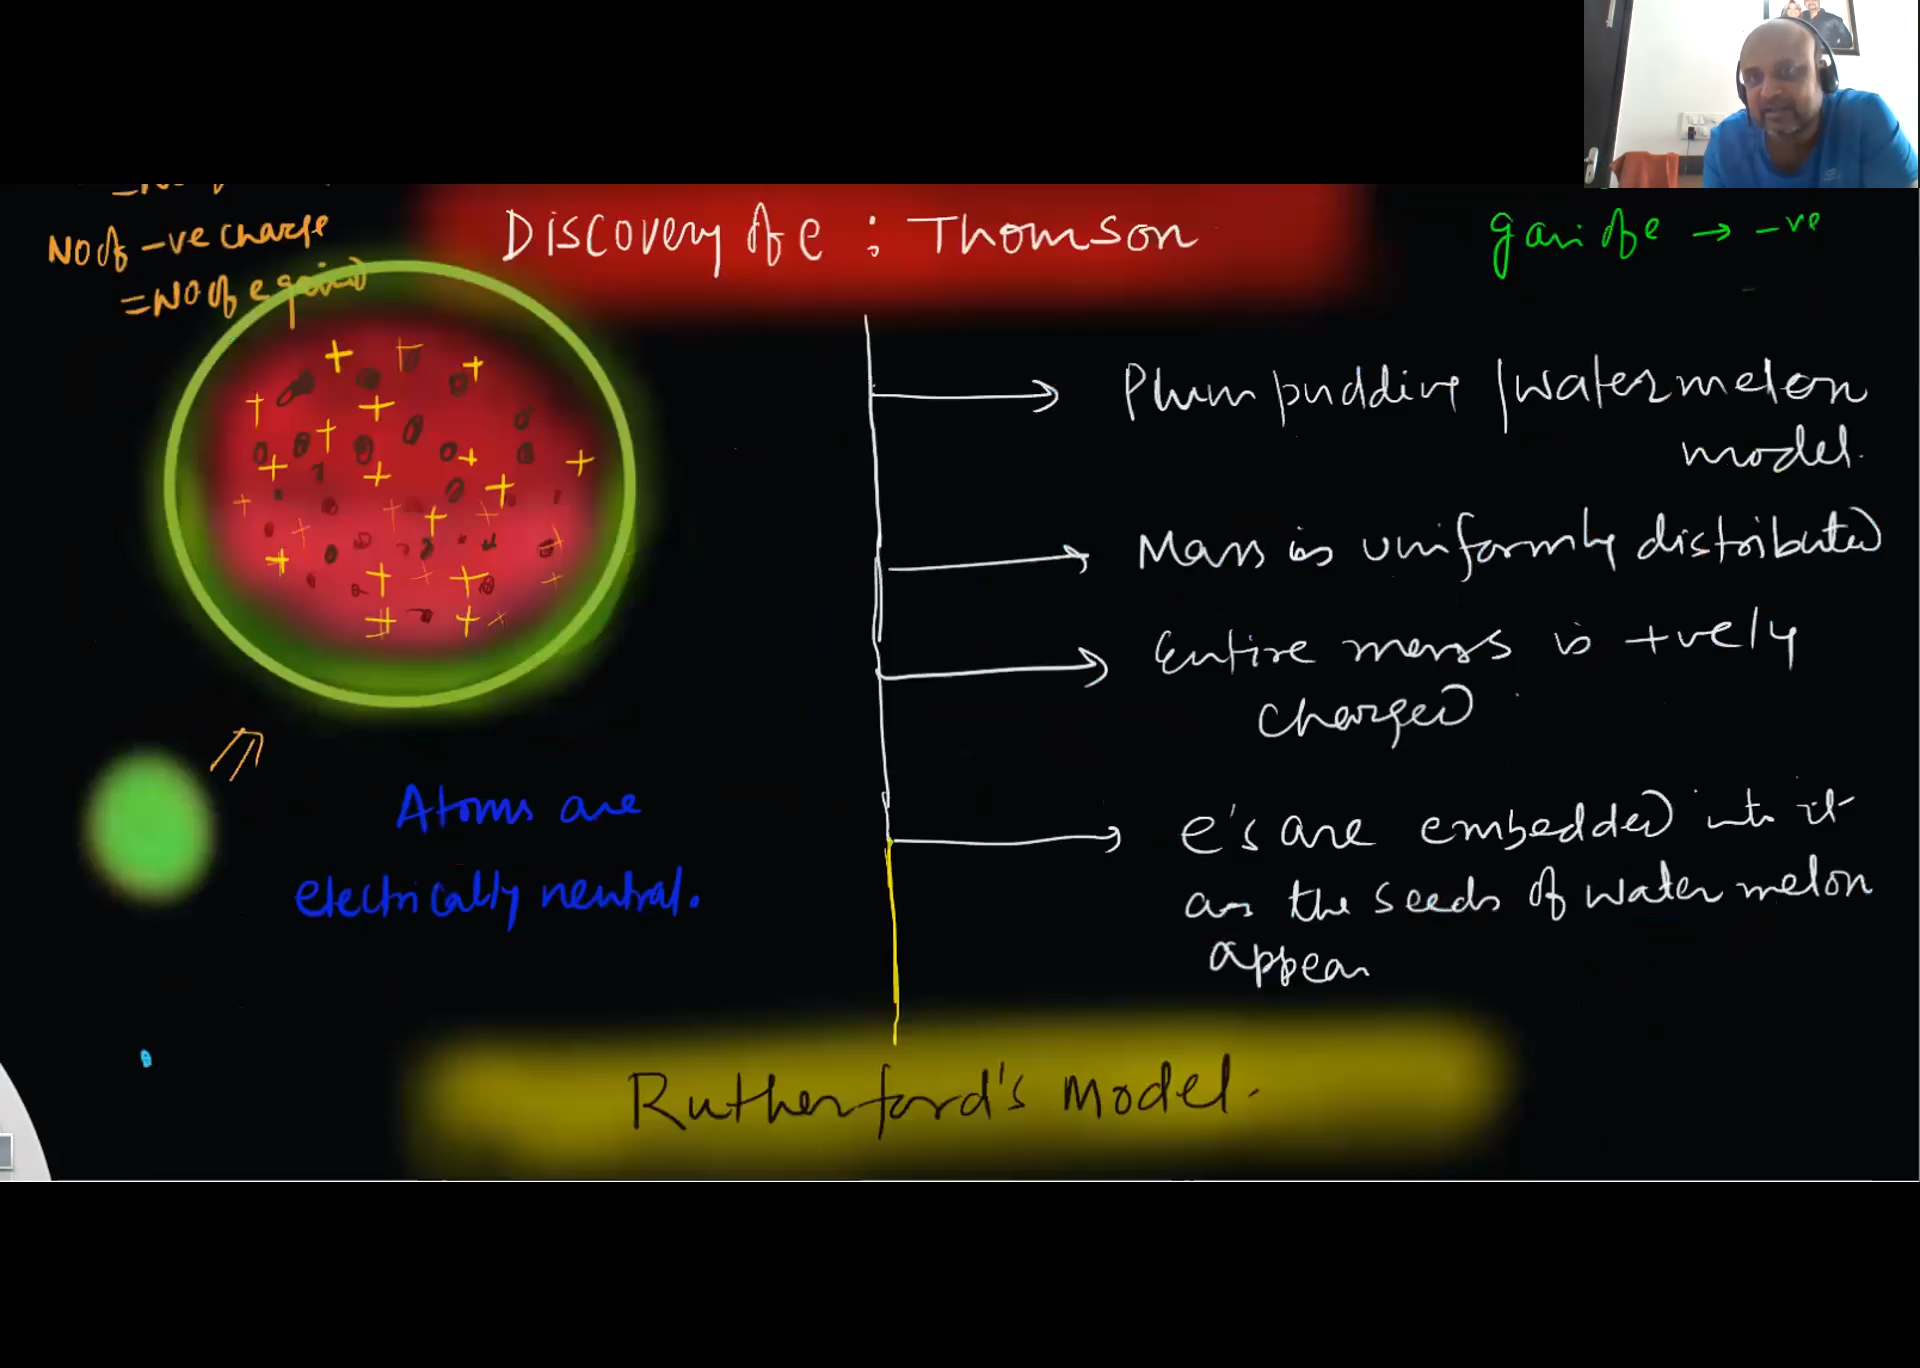 No of -ve charge
= No of e gained
Discovery of e : Thomson
gain of e → -ve
Plum pudding / watermelon
model.
Mass is uniformly distributed
Entire mass is +vely
charged
e's are embedded into it
as the seeds of water melon
appear
Atoms are
electrically neutral.
Rutherford's Model.